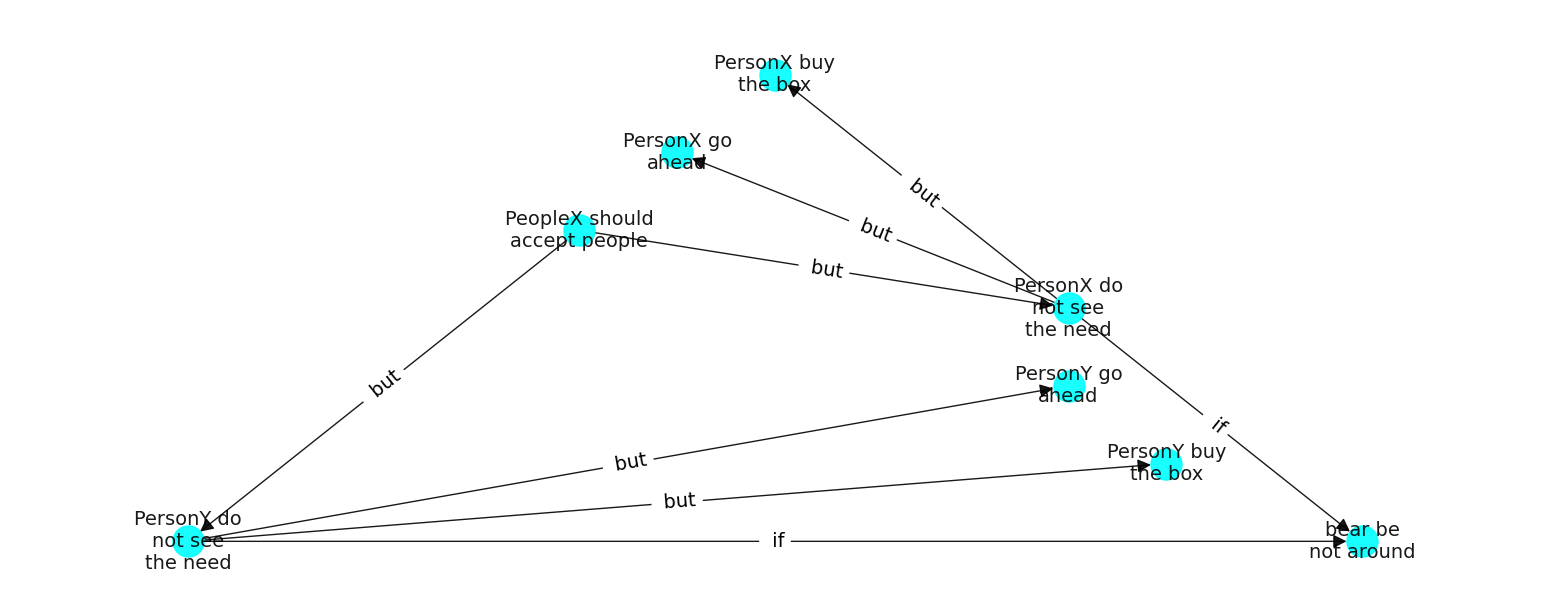 PersonX buy
the box
PersonX go
ahead
but
PeopleX should
accept people
but
but
PersonX do
not see
the need
PersonY go
ahead
but
if
PersonY buy
the box
but
but
PersonY do
not see
the need
if
bear be
not around